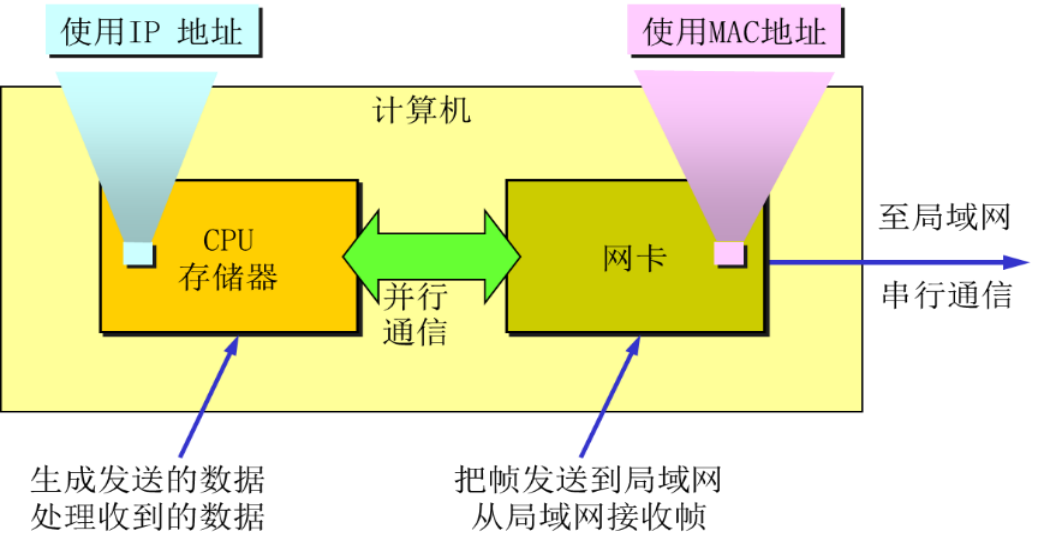 使用IP 地址
使用MAC地址
计算机
CPU
存储器
并行
通信
网卡
至局域网
串行通信
生成发送的数据
处理收到的数据
把帧发送到局域网
从局域网接收帧